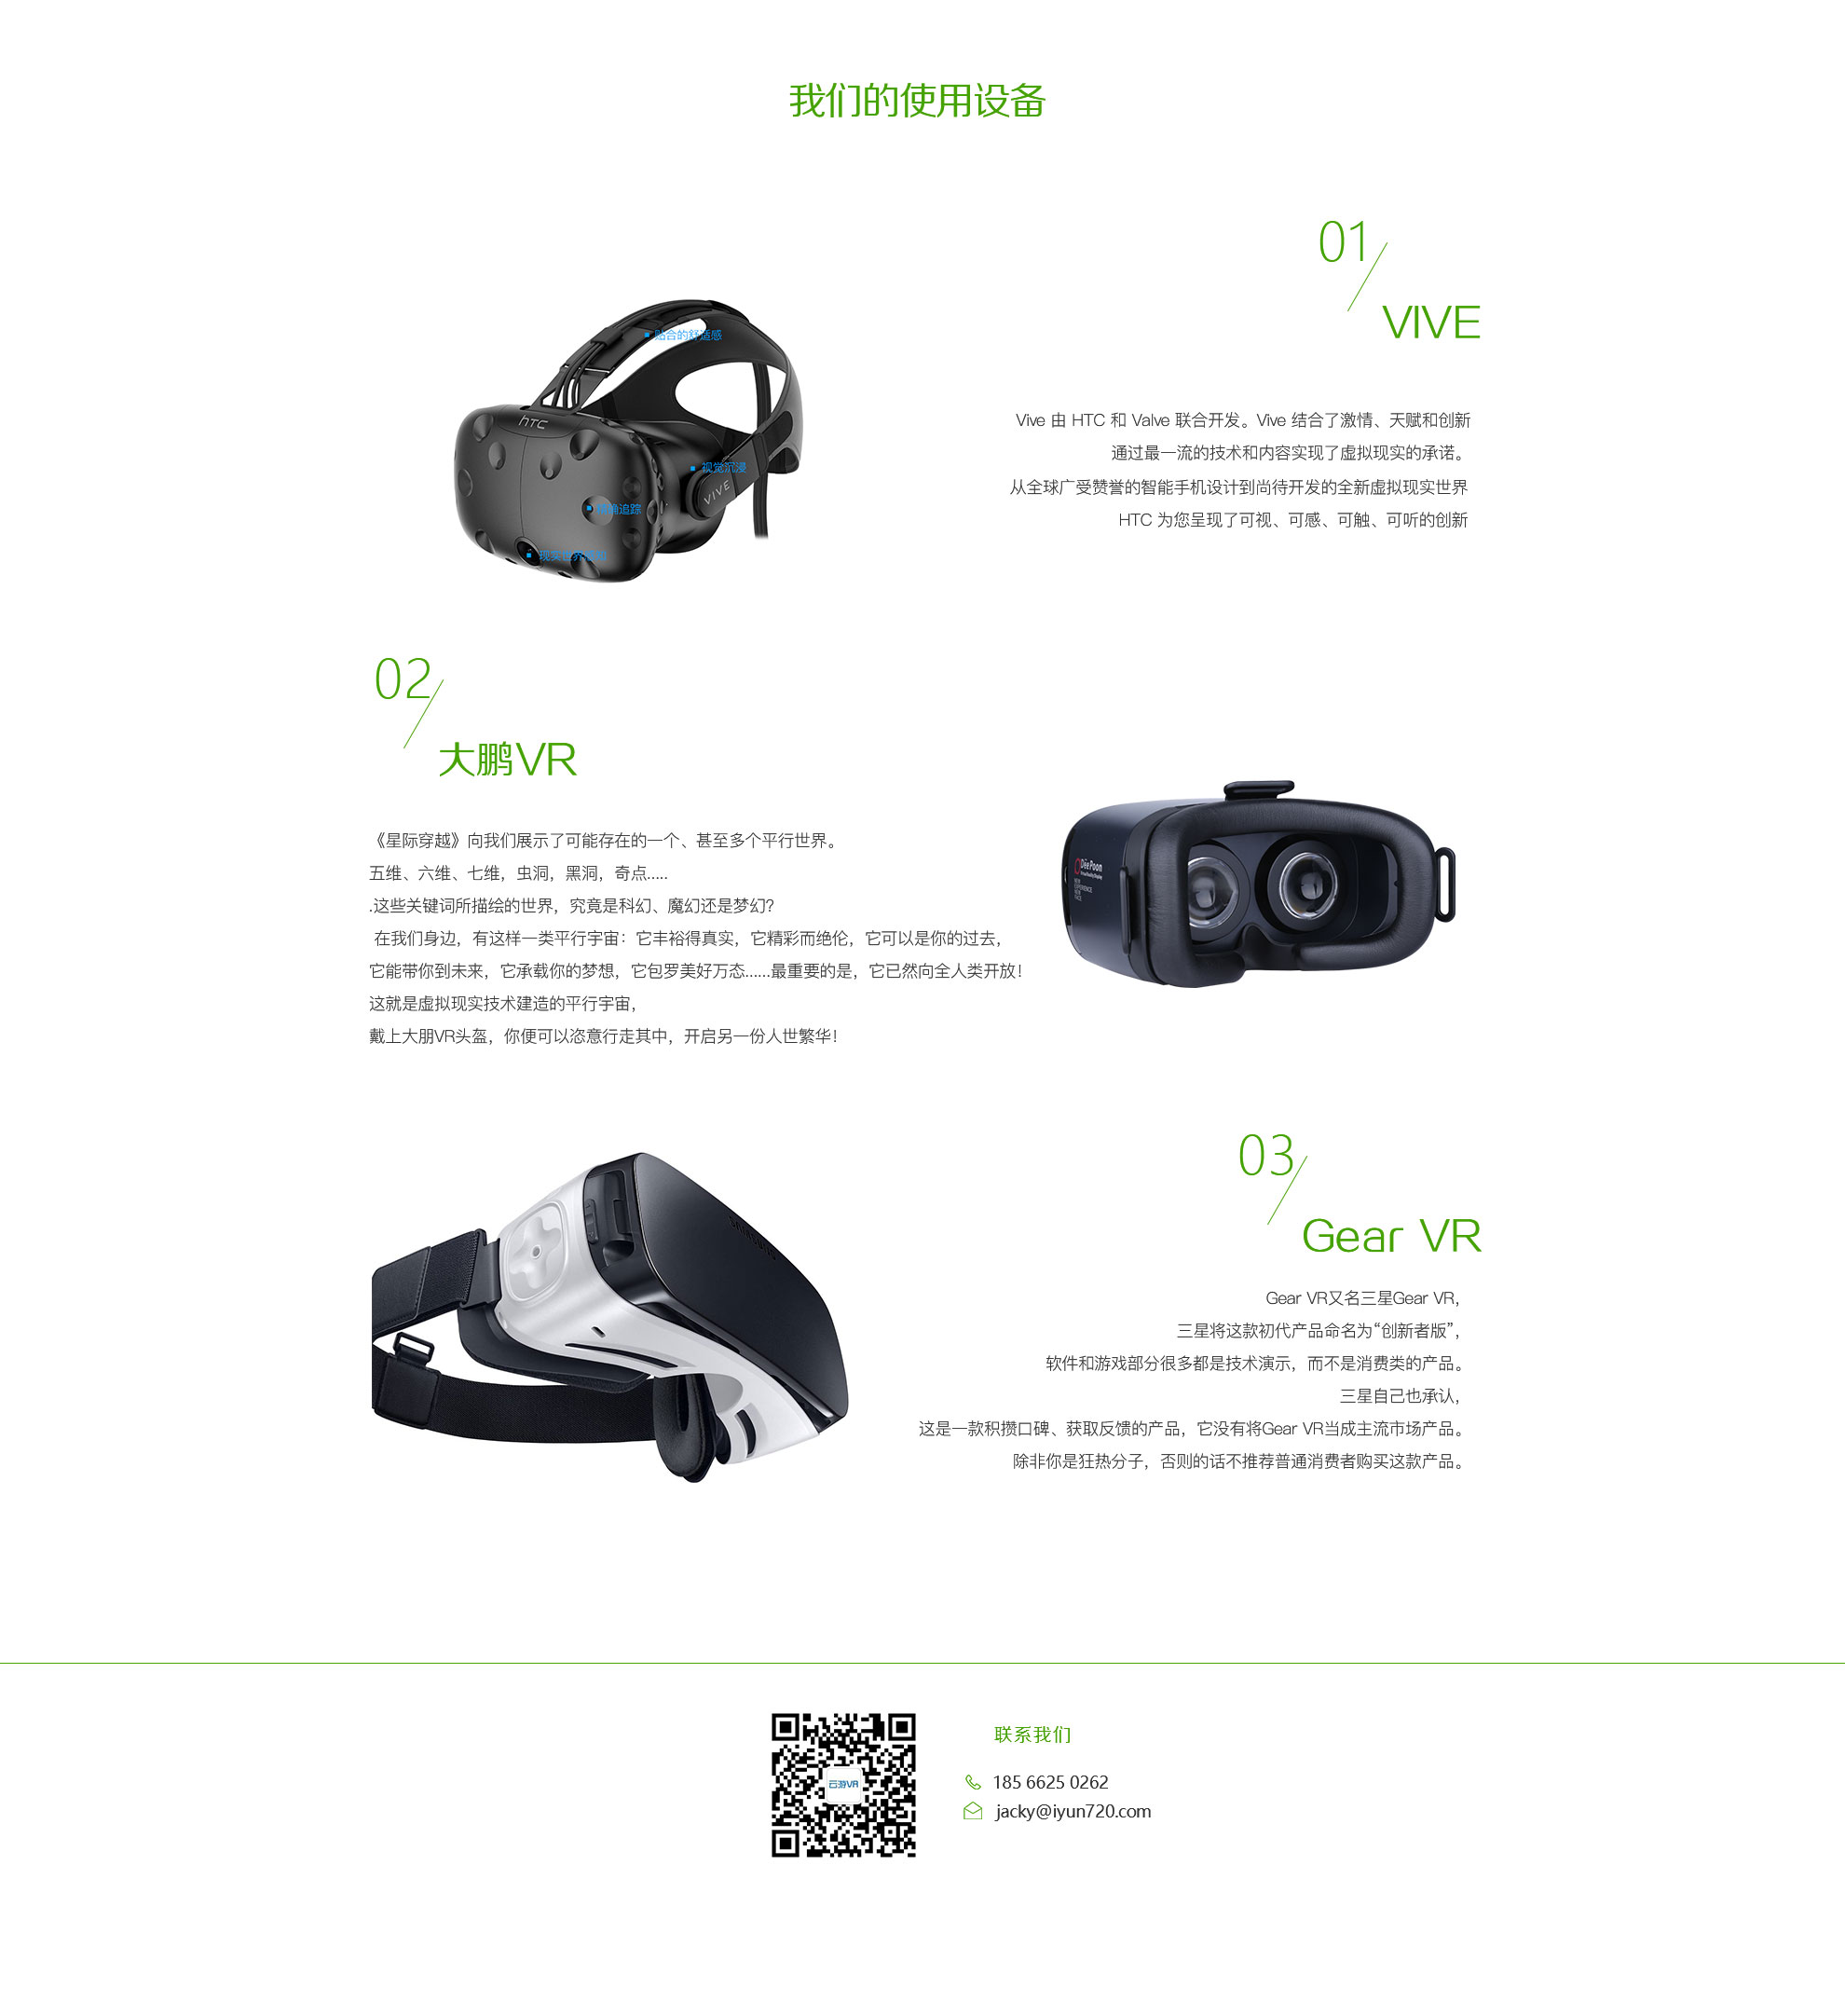 我们的使用设备
01
VIVE
贴合的舒适感
hTC
视觉沉浸
VIVE
追踪
现实世界
Vive 由 HTC 和 Valve 联合开发。Vive 结合了激情、天赋和创新
通过最一流的技术和内容实现了虚拟现实的承诺。
从全球广受赞誉的智能手机设计到尚待开发的全新虚拟现实世界
HTC 为您呈现了可视、可感、可触、可听的创新
02
大鹏VR
《星际穿越》向我们展示了可能存在的一个、甚至多个平行世界。
五维、六维、七维，虫洞，黑洞，奇点.....
.这些关键词所描绘的世界，究竟是科幻、魔幻还是梦幻？
在我们身边，有这样一类平行宇宙：它丰裕得真实，它精彩而绝伦，它可以是你的过去，
它能带你到未来，它承载你的梦想，它包罗美好万态......最重要的是，它已然向全人类开放！
这就是虚拟现实技术建造的平行宇宙，
戴上大朋VR头盔，你便可以恣意行走其中，开启另一份人世繁华！
DeePoon
03
Gear VR
Gear VR又名三星Gear VR，
三星将这款初代产品命名为“创新者版”，
软件和游戏部分很多都是技术演示，而不是消费类的产品。
三星自己也承认，
这是一款积攒口碑、获取反馈的产品，它没有将Gear VR当成主流市场产品。
除非你是狂热分子，否则的话不推荐普通消费者购买这款产品。
云游VR
联系我们
185 6625 0262
jacky@iyun720.com